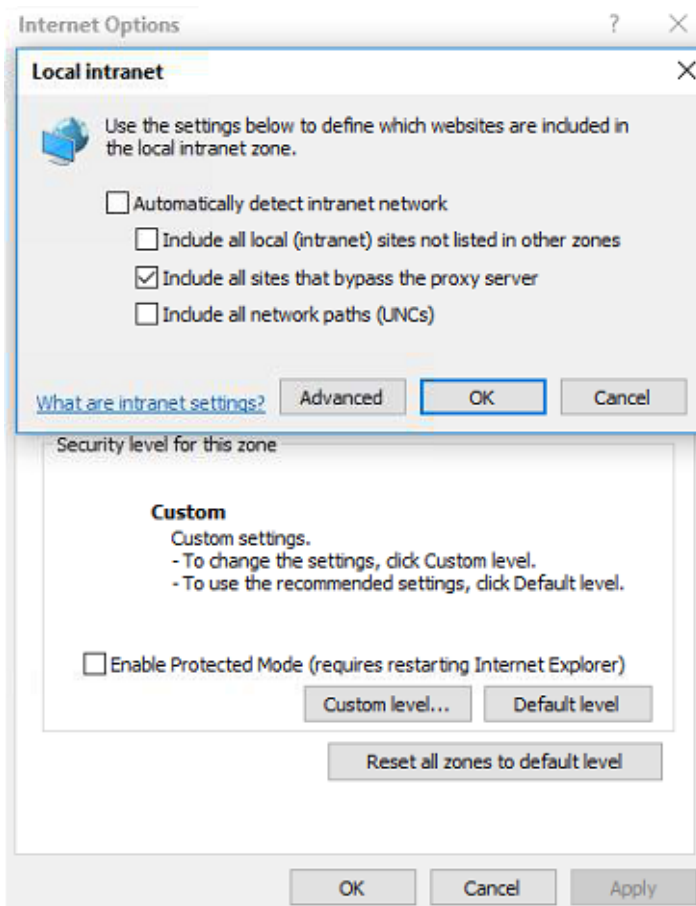 Internet Options
Local intranet
Use the settings below to define which websites are included in
the local intranet zone.
Automatically detect intranet network
Include all local (intranet) sites not listed in other zones
Include all sites that bypass the proxy server
Include all network paths (UNCs)
What are intranet settings?
Advanced
OK
Cancel
Security level for this zone
Custom
Custom settings.
- To change the settings, click Custom level.
- To use the recommended settings, click Default level.
Enable Protected Mode (requires restarting Internet Explorer)
Custom level...
Default level
Reset all zones to default level
OK
Cancel
Apply